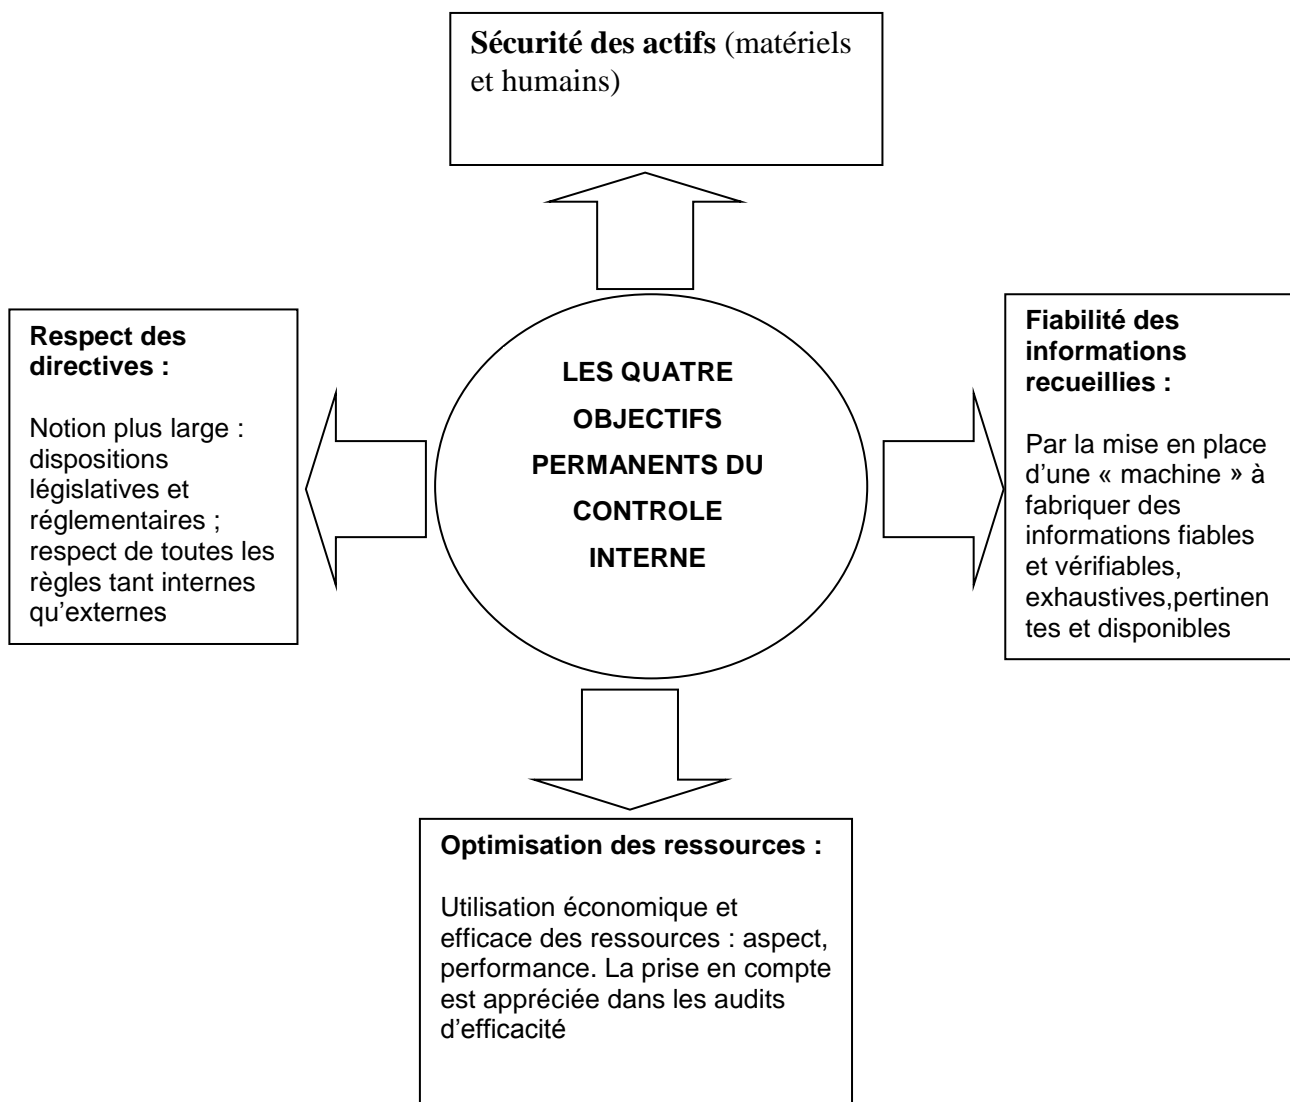 Sécurité des actifs (matériels
et humains)
Respect des
directives :
Notion plus large :
dispositions
législatives et
réglementaires ;
respect de toutes les
règles tant internes
qu’externes
LES QUATRE
OBJECTIFS
PERMANENTS DU
CONTROLE
INTERNE
Fiabilité des
informations
recueillies :
Par la mise en place
d’une « machine » à
fabriquer des
informations fiables
et vérifiables,
exhaustives,pertinen
tes et disponibles
Optimisation des ressources :
Utilisation économique et
efficace des ressources : aspect,
performance. La prise en compte
est appréciée dans les audits
d’efficacité